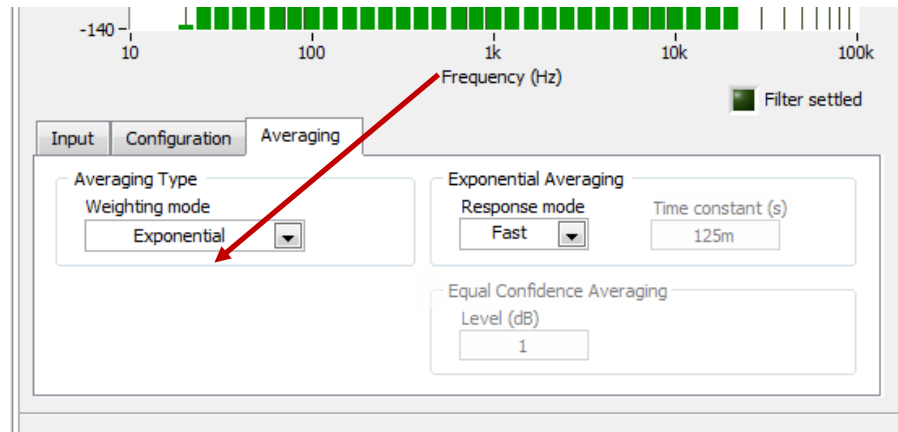 -140
10 100 1k 10k 100k
Frequency (Hz)
Filter settled
Input Configuration Averaging
Averaging Type
Weighting mode
Exponential
Exponential Averaging
Response mode Time constant (s)
Fast 125m
Equal Confidence Averaging
Level (dB)
1